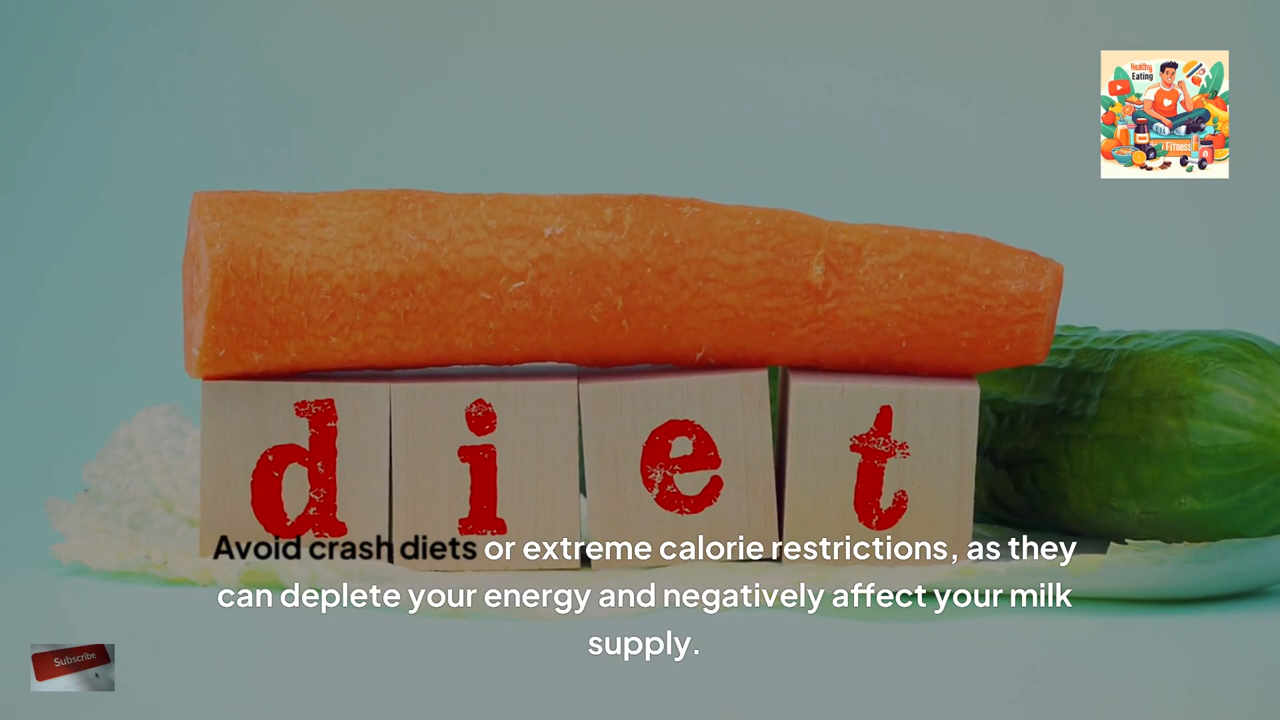 Healthy
Eating
Fitness
diet
Avoid crash diets or extreme calorie restrictions, as they
can deplete your energy and negatively affect your milk
supply.
Subscribe